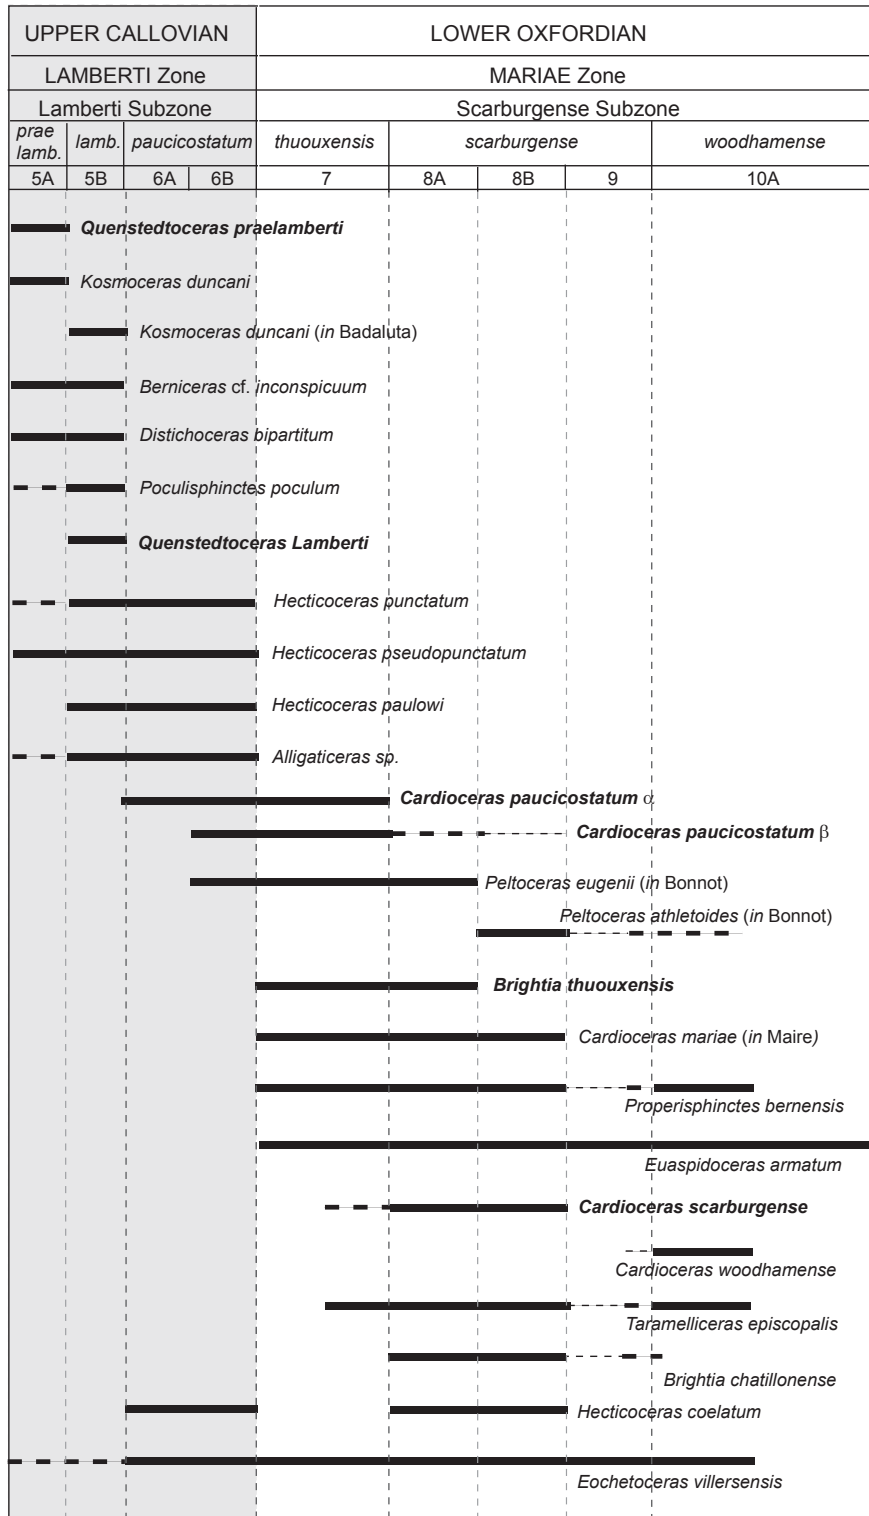 UPPER CALLOVIAN LOWER OXFORDIAN
LAMBERTI Zone MARIAE Zone
Lamberti Subzone Scarburgense Subzone
prae lamb. lamb. paucicostatum thuouxensis scarburgense woodhamense
5A 5B 6A 6B 7 8A 8B 9 10A
Quenstedtoceras praelamberti
Kosmoceras duncani
Kosmoceras duncani (in Badaluta)
Berniceras cf. inconspicuum
Distichoceras bipartitum
Poculisphinctes poculum
Quenstedtoceras Lamberti
Hecticoceras punctatum
Hecticoceras pseudopunctatum
Hecticoceras paulowi
Alligaticeras sp.
Cardioceras paucicostatum α
Cardioceras paucicostatum β
Peltoceras eugenii (in Bonnot)
Peltoceras athletoides (in Bonnot)
Brightia thuouxensis
Cardioceras mariae (in Maire)
Properisphinctes bernensis
Euaspidoceras armatum
Cardioceras scarburgense
Cardioceras woodhamense
Taramelliceras episcopalis
Brightia chatillonense
Hecticoceras coelatum
Eochetoceras villersensis